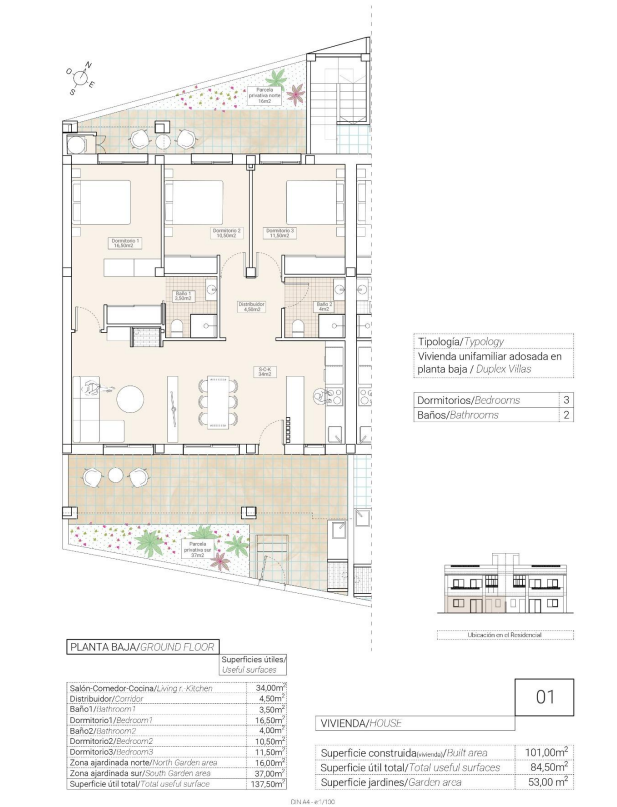 N
O
E
S
Parcela
privativa norte
16m2
Dormitorio 1
16,50m2
Dormitorio 2
10,50m2
Dormitorio 3
11,50m2
Baño 1
3,50m2
Distribuidor
4,50m2
Baño 2
4m2
S-C-K
34m2
Parcela
privativa sur
37m2
Tipología/Typology
Vivienda unifamiliar adosada en
planta baja / Duplex Villas
Dormitorios/Bedrooms 3
Baños/Bathrooms 2
Ubicación en el Residencial
PLANTA BAJA/GROUND FLOOR
Superficies útiles/
Useful surfaces
Salón-Comedor-Cocina/Living r. Kitchen 34,00m²
Distribuidor/Corridor 4,50m²
Baño1/Bathroom1 3,50m²
Dormitorio1/Bedroom1 16,50m²
Baño2/Bathroom2 4,00m²
Dormitorio2/Bedroom2 10,50m²
Dormitorio3/Bedroom3 11,50m²
Zona ajardinada norte/North Garden area 16,00m²
Zona ajardinada sur/South Garden area 37,00m²
Superficie útil total/Total useful surface 137,50m²
01
VIVIENDA/HOUSE
Superficie construida(vivienda)/Built area 101,00m²
Superficie útil total/Total useful surfaces 84,50m²
Superficie jardines/Garden area 53,00 m²
DIN A4 - e:1/100